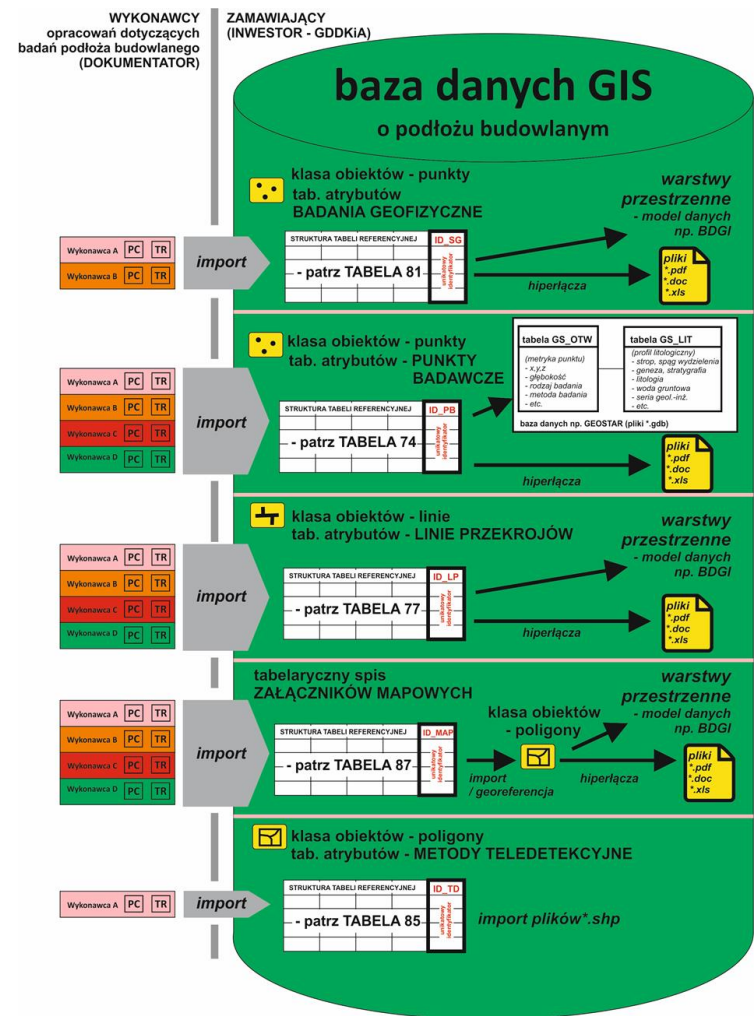 WYKONAWCY
opracowań dotyczących
badań podłoża budowlanego
(DOKUMENTATOR)
ZAMAWIAJĄCY
(INWESTOR - GDDKiA)
baza danych GIS
o podłożu budowlanym
klasa obiektów - punkty
tab. atrybutów
BADANIA GEOFIZYCZNE
warstwy
przestrzenne
- model danych
np. BDGI
Wykonawca A PC TR
Wykonawca B PC TR
import
STRUKTURA TABELI REFERENCYJNEJ
ID_SG
- patrz TABELA 81
unikatowy
identyfikator
hiperłącza
pliki
*.pdf
*.doc
*.xls
klasa obiektów - punkty
tab. atrybutów - PUNKTY
BADAWCZE
tabela GS_OTW
(metryka punktu)
- x,y,z
- głębokość
- rodzaj badania
- metoda badania
- etc.
tabela GS_LIT
(profil litologiczny)
- strop, spąg wydzielenia
- geneza, stratygrafia
- litologia
- woda gruntowa
- seria geol.-inż.
- etc.
baza danych np. GEOSTAR (pliki *.gdb)
Wykonawca A PC TR
Wykonawca B PC TR
Wykonawca C PC TR
Wykonawca D PC TR
import
STRUKTURA TABELI REFERENCYJNEJ
ID_PB
- patrz TABELA 74
unikatowy
identyfikator
hiperłącza
pliki
*.pdf
*.doc
*.xls
klasa obiektów - linie
tab. atrybutów - LINIE PRZEKROJÓW
warstwy
przestrzenne
- model danych
np. BDGI
Wykonawca A PC TR
Wykonawca B PC TR
Wykonawca C PC TR
Wykonawca D PC TR
import
STRUKTURA TABELI REFERENCYJNEJ
ID_LP
- patrz TABELA 77
unikatowy
identyfikator
hiperłącza
pliki
*.pdf
*.doc
*.xls
tabelaryczny spis
ZAŁĄCZNIKÓW MAPOWYCH
warstwy
przestrzenne
- model danych
np. BDGI
Wykonawca A PC TR
Wykonawca B PC TR
Wykonawca C PC TR
Wykonawca D PC TR
import
STRUKTURA TABELI REFERENCYJNEJ
ID_MAP
- patrz TABELA 87
unikatowy
identyfikator
klasa obiektów
- poligony
import
/ georeferencja
hiperłącza
pliki
*.pdf
*.doc
*.xls
klasa obiektów - poligony
tab. atrybutów - METODY TELEDETEKCYJNE
Wykonawca A PC TR
import
STRUKTURA TABELI REFERENCYJNEJ
ID_TD
- patrz TABELA 85
unikatowy
identyfikator
import plików*.shp